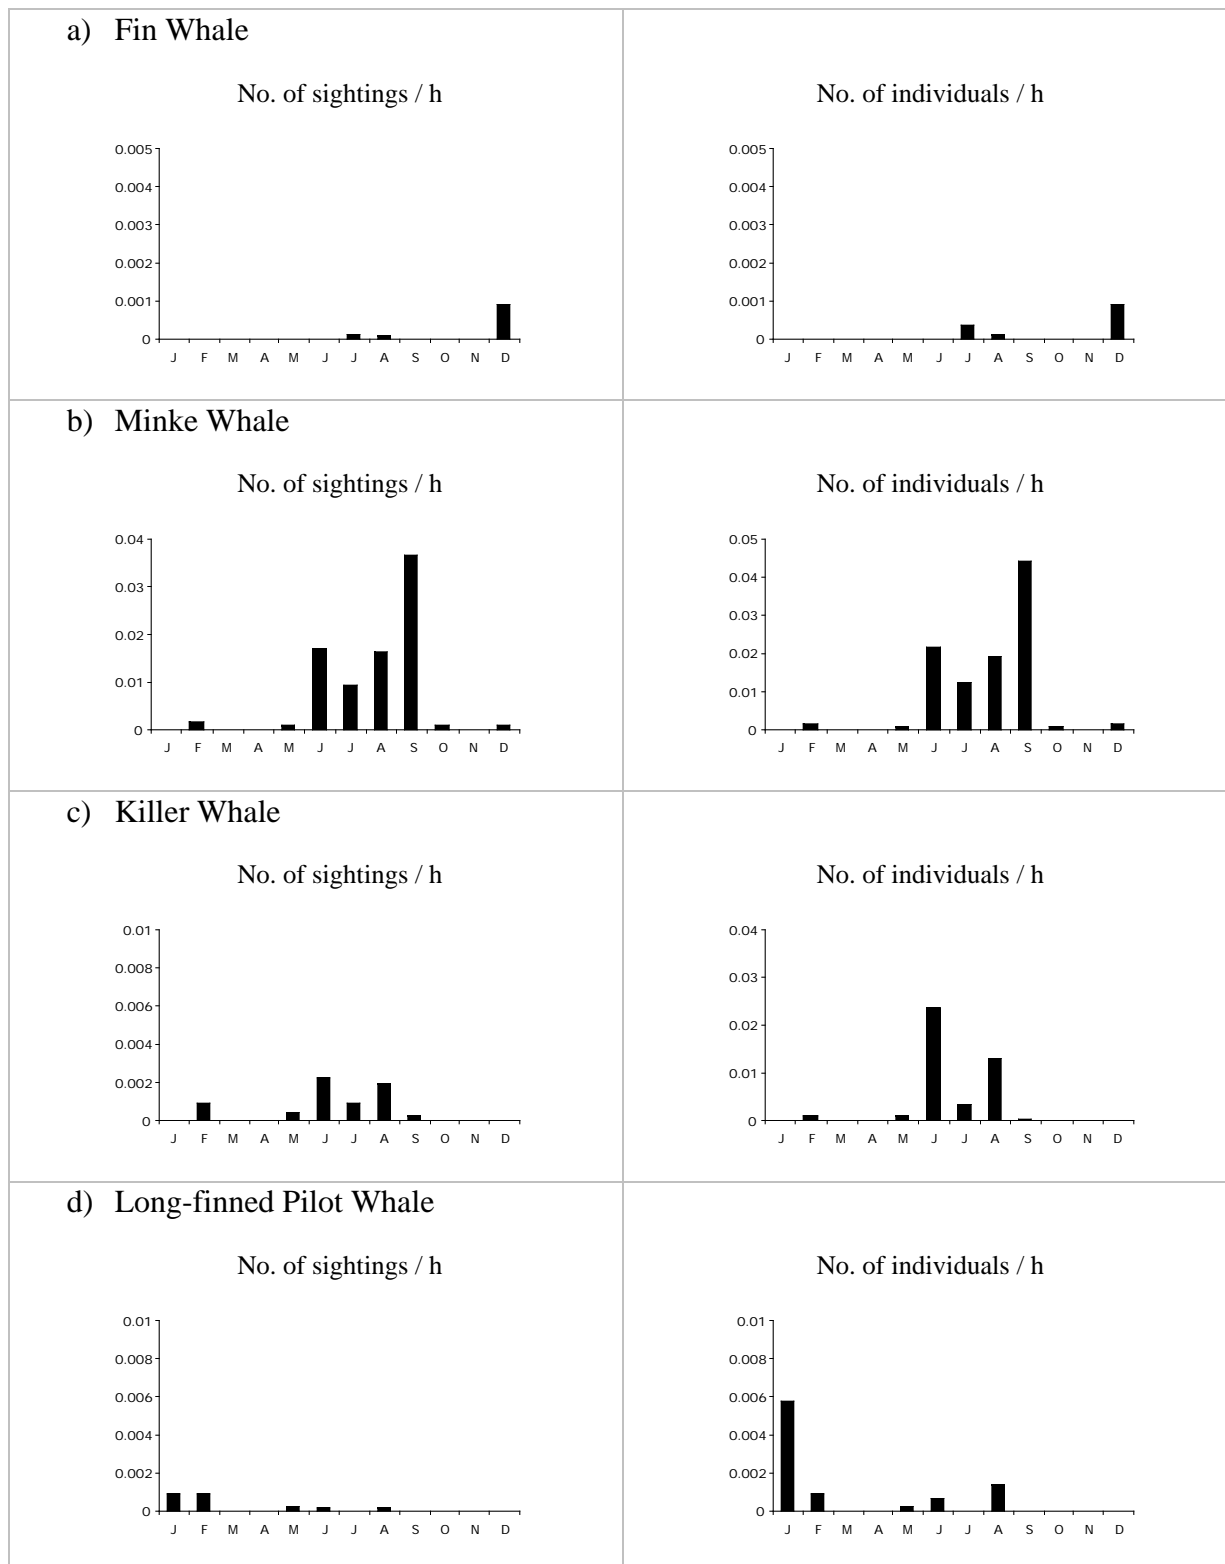 a) Fin Whale
No. of sightings / h
0.005
0.004
0.003
0.002
0.001
0
J F M A M J J A S O N D
No. of individuals / h
0.005
0.004
0.003
0.002
0.001
0
J F M A M J J A S O N D
b) Minke Whale
No. of sightings / h
0.04
0.03
0.02
0.01
0
J F M A M J J A S O N D
No. of individuals / h
0.05
0.04
0.03
0.02
0.01
0
J F M A M J J A S O N D
c) Killer Whale
No. of sightings / h
0.01
0.008
0.006
0.004
0.002
0
J F M A M J J A S O N D
No. of individuals / h
0.04
0.03
0.02
0.01
0
J F M A M J J A S O N D
d) Long-finned Pilot Whale
No. of sightings / h
0.01
0.008
0.006
0.004
0.002
0
J F M A M J J A S O N D
No. of individuals / h
0.01
0.008
0.006
0.004
0.002
0
J F M A M J J A S O N D